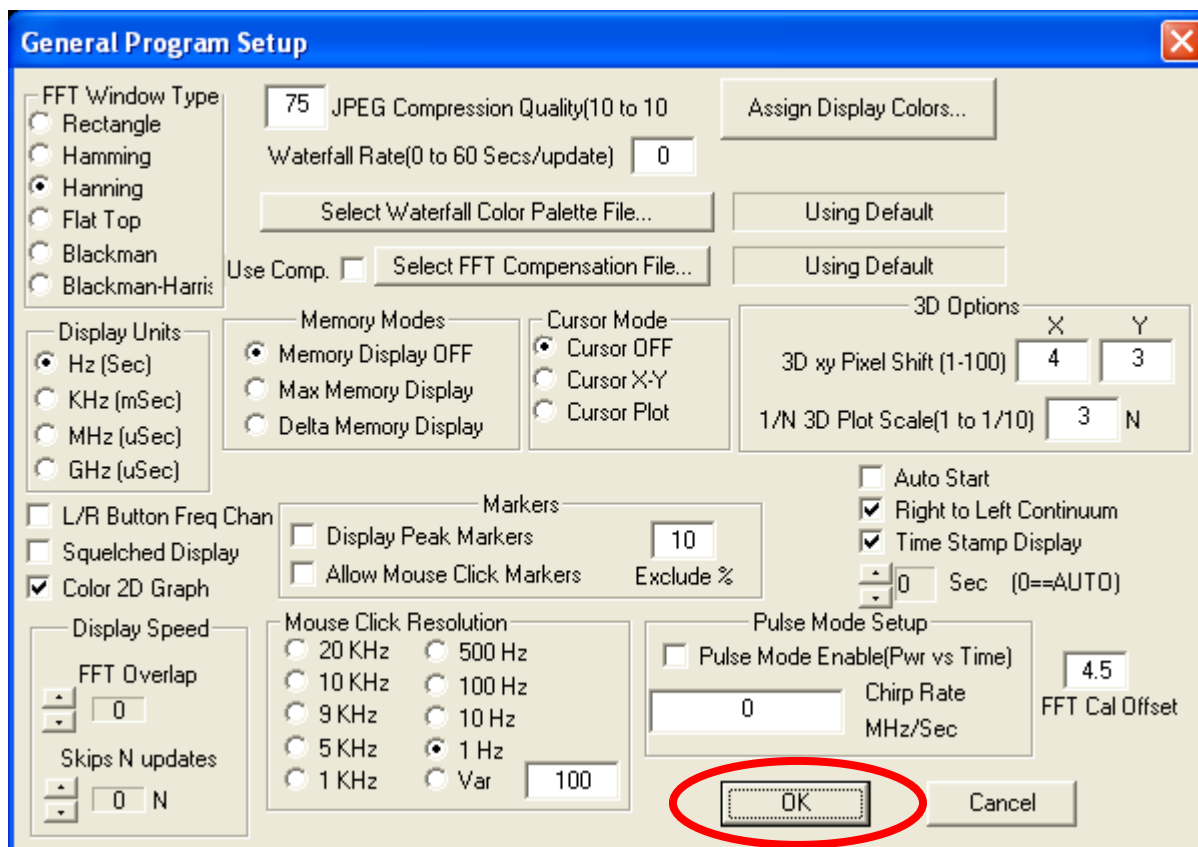 General Program Setup
FFT Window Type
Rectangle
Hamming
Hanning
Flat Top
Blackman
Blackman-Harris
75 JPEG Compression Quality(10 to 10
Assign Display Colors...
Waterfall Rate(0 to 60 Secs/update) 0
Select Waterfall Color Palette File...
Using Default
Use Comp.
Select FFT Compensation File...
Using Default
Display Units
Hz (Sec)
KHz (mSec)
MHz (uSec)
GHz (uSec)
Memory Modes
Memory Display OFF
Max Memory Display
Delta Memory Display
Cursor Mode
Cursor OFF
Cursor X-Y
Cursor Plot
3D Options
X Y
3D xy Pixel Shift (1-100) 4 3
1/N 3D Plot Scale(1 to 1/10) 3 N
L/R Button Freq Chan
Squelched Display
Color 2D Graph
Markers
Display Peak Markers
Allow Mouse Click Markers
10
Exclude %
Auto Start
Right to Left Continuum
Time Stamp Display
0 Sec (0==AUTO)
Display Speed
FFT Overlap
0
Skips N updates
0 N
Mouse Click Resolution
20 KHz
10 KHz
9 KHz
5 KHz
1 KHz
500 Hz
100 Hz
10 Hz
1 Hz
Var 100
Pulse Mode Setup
Pulse Mode Enable(Pwr vs Time)
0
Chirp Rate
MHz/Sec
4.5
FFT Cal Offset
OK
Cancel